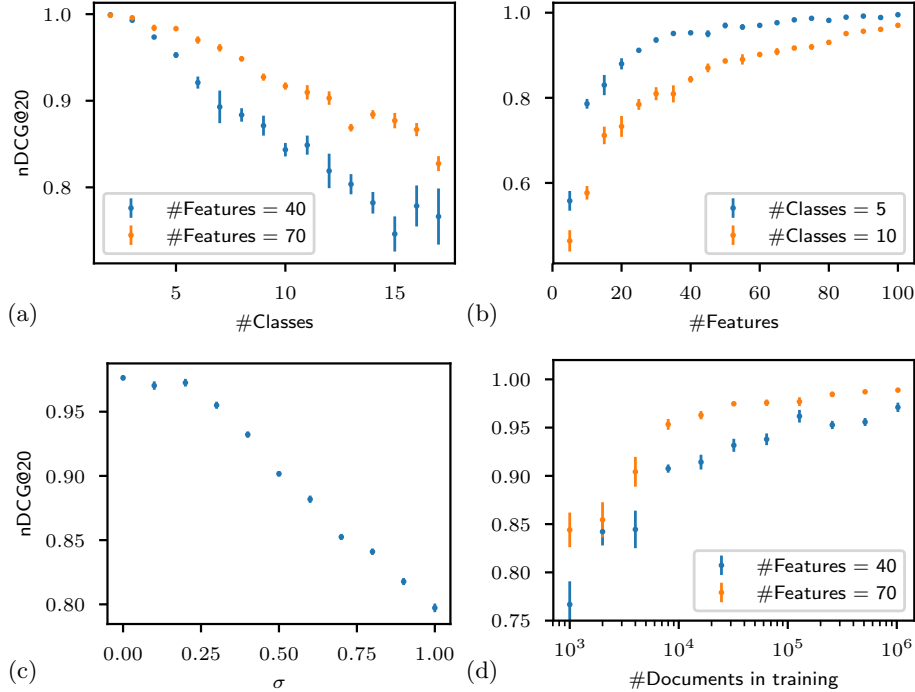 1.0
0.9
0.8
nDCG@20
#Features = 40
#Features = 70
5
10
15
(a)
#Classes
1.0
0.8
0.6
#Classes = 5
#Classes = 10
0
20
40
60
80
100
(b)
#Features
0.95
0.90
0.85
0.80
nDCG@20
0.00
0.25
0.50
0.75
1.00
(c)
σ
1.00
0.95
0.90
0.85
0.80
0.75
#Features = 40
#Features = 70
10³
10⁴
10⁵
10⁶
(d)
#Documents in training